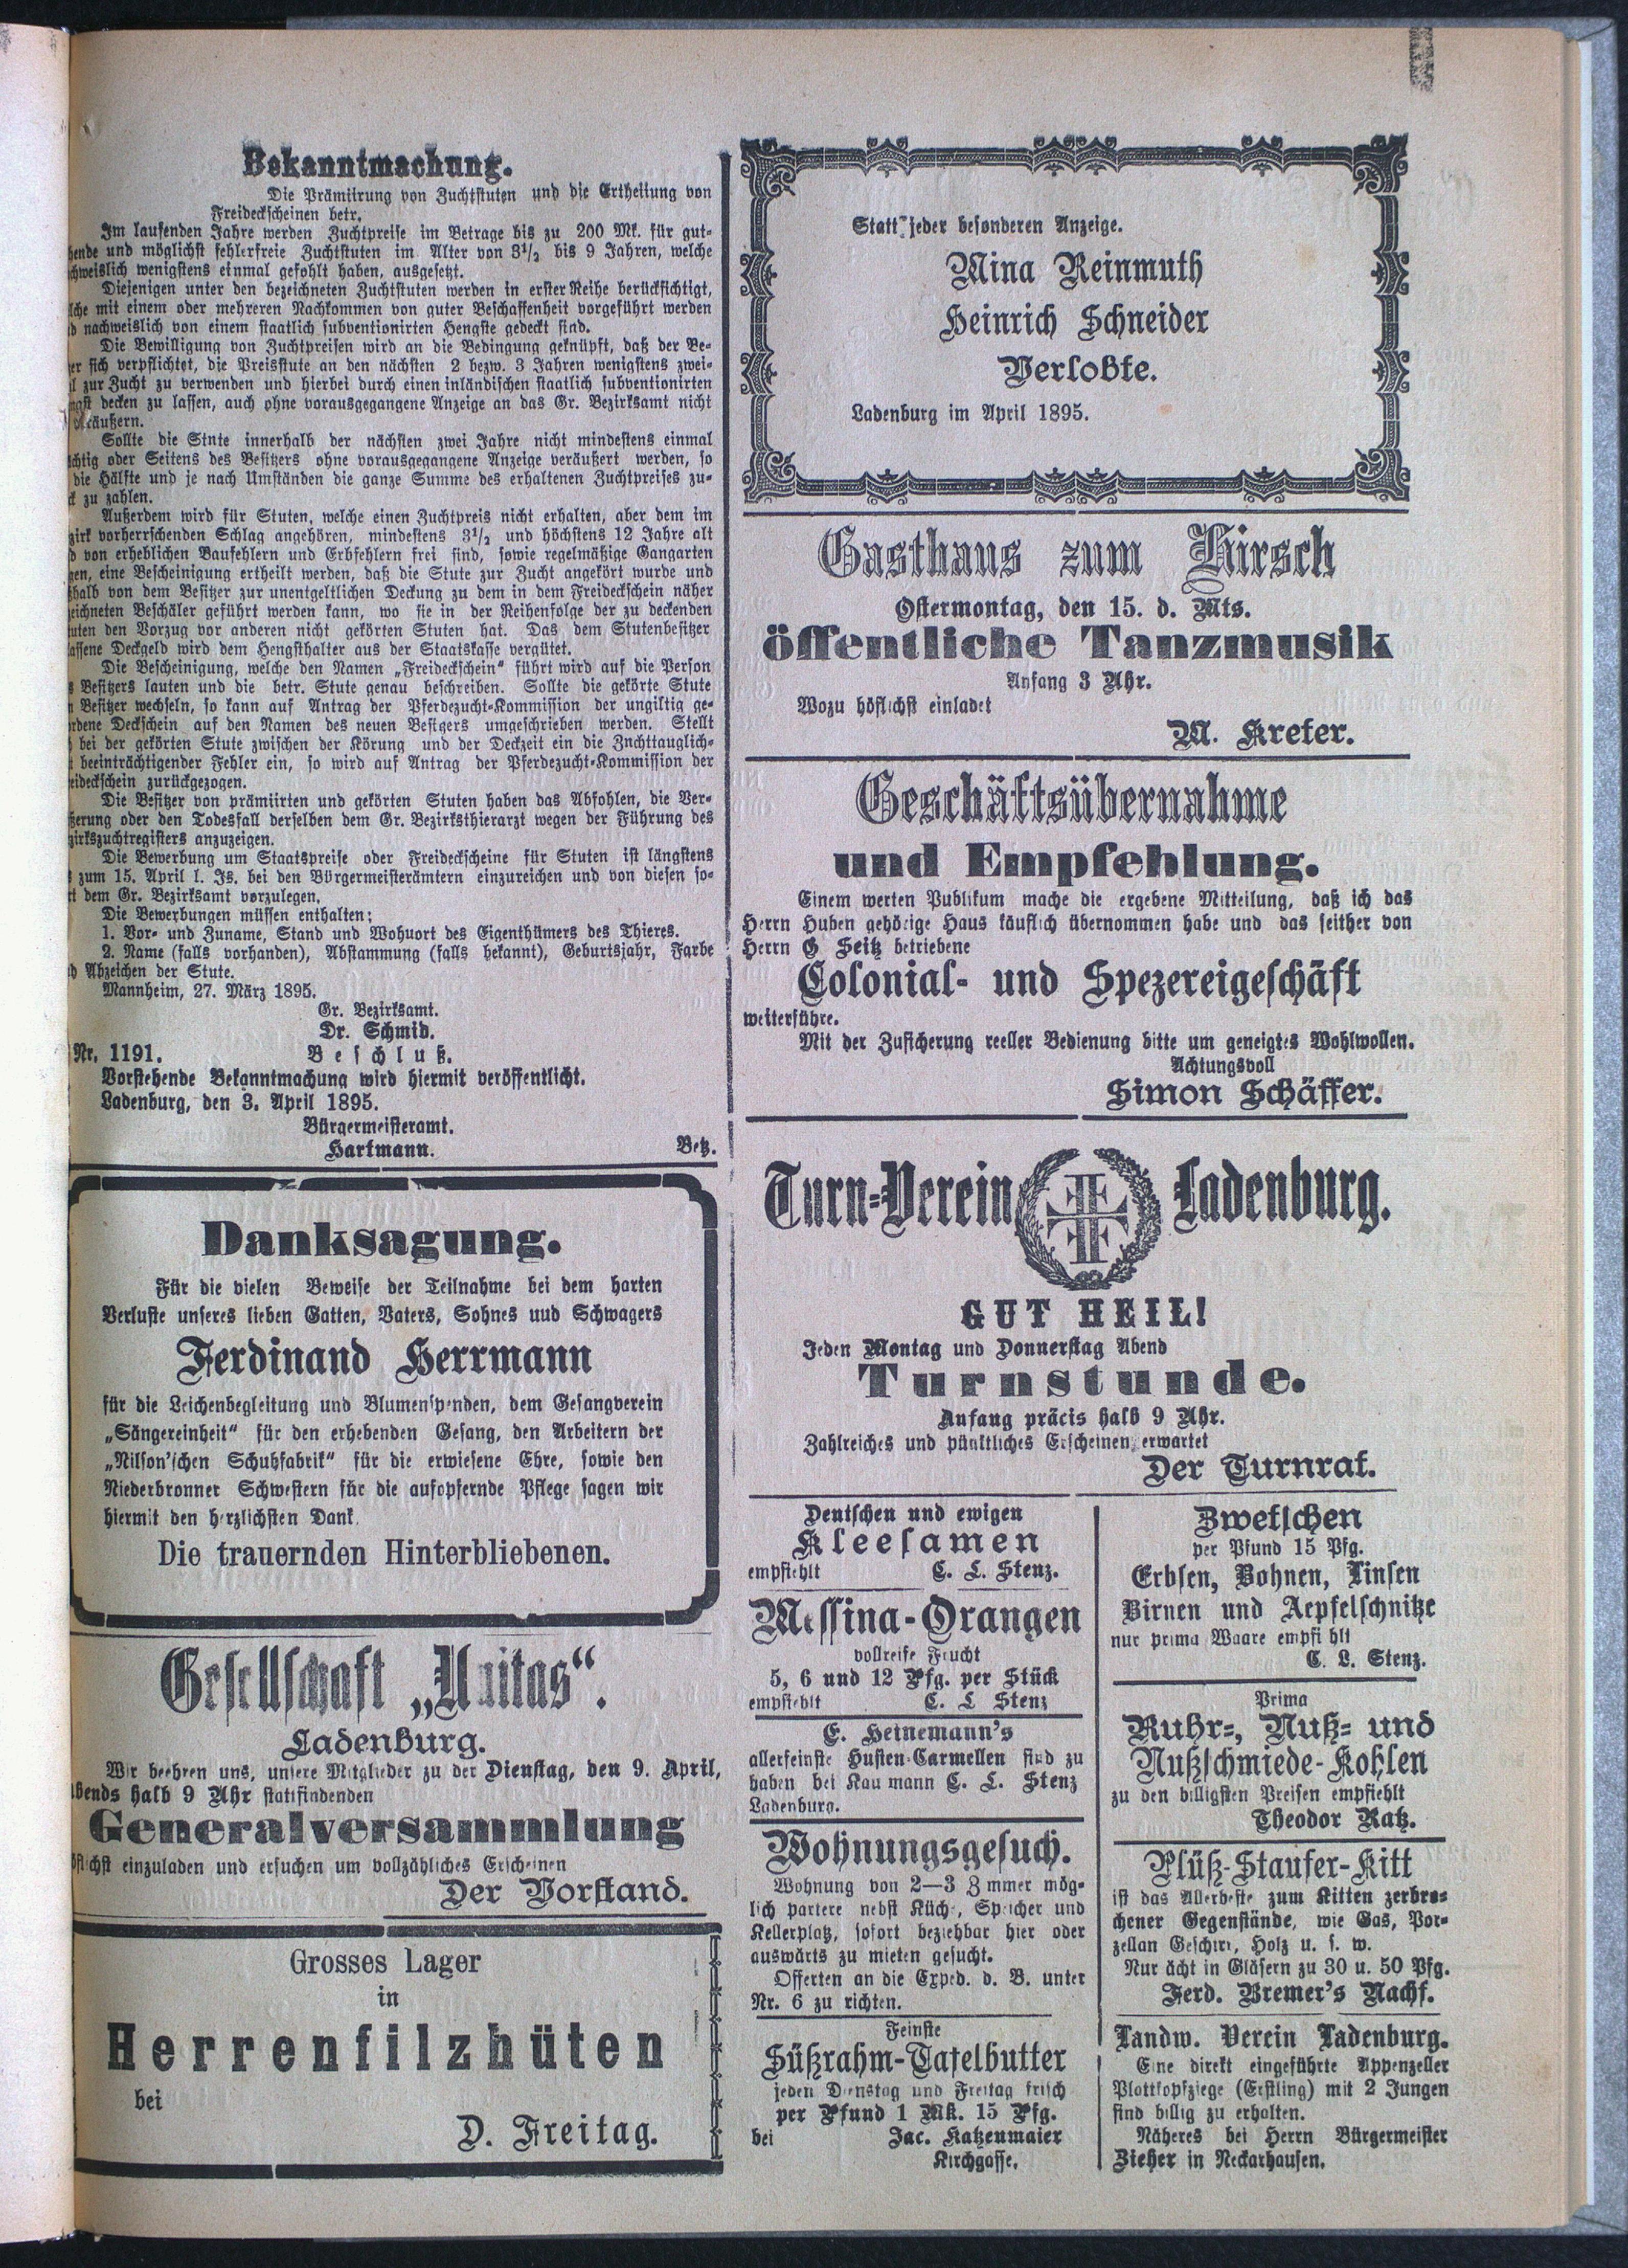 Bekanntmachung.
Die Prämiirung von Zuchtstuten und die Ertheilung von
Freideckscheinen betr.
Im laufenden Jahre werden Zuchtpreise im Betrage bis zu 200 Mk. für gut-
hende und möglichst fehlerfreie Zuchtstuten im Alter von 3½ bis 9 Jahren, welche
chweislich wenigstens einmal gefohlt haben, ausgesetzt.
Diejenigen unter den bezeichneten Zuchtstuten werden in erster Reihe berücksichtigt,
lche mit einem oder mehreren Nachkommen von guter Beschaffenheit vorgeführt werden
d nachweislich von einem staatlich subventionirten Hengste gedeckt sind.
Die Bewilligung von Zuchtpreisen wird an die Bedingung geknüpft, daß der Be-
er sich verpflichtet, die Preisstute an den nächsten 2 bezw. 3 Jahren wenigstens zwei-
l zur Zucht zu verwenden und hierbei durch einen inländischen staatlich subventionirten
ngst decken zu lassen, auch ohne vorausgegangene Anzeige an das Gr. Bezirksamt nicht
räußern.
Sollte die Stnte innerhalb der nächsten zwei Jahre nicht mindestens einmal
ächtig oder Seitens des Besitzers ohne vorausgegangene Anzeige veräußert werden, so
die Hälfte und je nach Umständen die ganze Summe des erhaltenen Zuchtpreises zu-
ck zu zahlen.
Außerdem wird für Stuten, welche einen Zuchtpreis nicht erhalten, aber dem im
zirk vorherrschenden Schlag angehören, mindestens 3½ und höchstens 12 Jahre alt
d von erheblichen Baufehlern und Erbfehlern frei sind, sowie regelmäßige Gangarten
gen, eine Bescheinigung ertheilt werden, daß die Stute zur Zucht angekört wurde und
shalb von dem Besitzer zur unentgeltlichen Deckung zu dem in dem Freideckschein näher
eichneten Beschäler geführt werden kann, wo sie in der Reihenfolge der zu deckenden
tuten den Vorzug vor anderen nicht gekörten Stuten hat. Das dem Stutenbesitzer
assene Deckgeld wird dem Hengsthalter aus der Staatskasse vergütet.
Die Bescheinigung, welche den Namen „Freideckschein“ führt wird auf die Person
s Besitzers lauten und die betr. Stute genau beschreiben. Sollte die gekörte Stute
n Besitzer wechseln, so kann auf Antrag der Pferdezucht-Kommission der ungiltig ge-
rdene Deckschein auf den Namen des neuen Besitzers umgeschrieben werden. Stellt
bei der gekörten Stute zwischen der Körung und der Deckzeit ein die Znchttauglich-
t beeinträchtigender Fehler ein, so wird auf Antrag der Pferdezucht-Kommission der
eideckschein zurückgezogen.
Die Besitzer von prämiirten und gekörten Stuten haben das Abfohlen, die Ver-
ßerung oder den Todesfall derselben dem Gr. Bezirksthierarzt wegen der Führung des
zirkszuchtregisters anzuzeigen.
Die Bewerbung um Staatspreise oder Freideckscheine für Stuten ist längstens
s zum 15. April l. Js. bei den Bürgermeisterämtern einzureichen und von diesen so-
rt dem Gr. Bezirksamt vorzulegen.
Die Bewerbungen müssen enthalten:
1. Vor- und Zuname, Stand und Wohuort des Eigenthümers des Thieres.
2. Name (falls vorhanden), Abstammung (falls bekannt), Geburtsjahr, Farbe
d Abzeichen der Stute.
Mannheim, 27. März 1895.
Gr. Bezirksamt.
Dr. Schmid.
Nr. 1191. Beschluß.
Vorstehende Bekanntmachung wird hiermit veröffentlicht.
Ladenburg, den 3. April 1895.
Bürgermeisteramt.
Hartmann. Betz.
Danksagung.
Für die vielen Beweise der Teilnahme bei dem harten
Verluste unseres lieben Gatten, Vaters, Sohnes uud Schwagers
Ferdinand Herrmann
für die Leichenbegleitung und Blumenspenden, dem Gesangverein
„Sängereinheit“ für den erhebenden Gesang, den Arbeitern der
„Nilson'schen Schuhfabrik“ für die erwiesene Ehre, sowie den
Niederbronner Schwestern für die aufopfernde Pflege sagen wir
hiermit den herzlichsten Dank.
Die trauernden Hinterbliebenen.
Gesellschaft „Unitas“.
Ladenburg.
Wir beehren uns, unsere Mitglieder zu der Dienstag, den 9. April,
bends halb 9 Uhr stattfindenden
Generalversammlung
öflichst einzuladen und ersuchen um vollzähliches Erscheinen
Der Vorstand.
Grosses Lager
in
Herrenfilzhüten
bei
D. Freitag.
Statt jeder besonderen Anzeige.
Mina Reinmuth
Heinrich Schneider
Verlobte.
Ladenburg im April 1895.
Gasthaus zum Hirsch
Ostermontag, den 15. d. Mts.
öffentliche Tanzmusik
Anfang 3 Uhr.
Wozu höflichst einladet
M. Kreter.
Geschäftsübernahme
und Empfehlung.
Einem werten Publikum mache die ergebene Mitteilung, daß ich das
Herrn Huben gehörige Haus käuflich übernommen habe und das seither von
Herrn G Seitz betriebene
Colonial- und Spezereigeschäft
weiterführe.
Mit der Zusicherung reeller Bedienung bitte um geneigtes Wohlwollen.
Achtungsvoll
Simon Schäffer.
Turn-Verein Ladenburg.
GUT HEIL!
Jeden Montag und Donnerstag Abend
Turnstunde.
Anfang präcis halb 9 Uhr.
Zahlreiches und pünktliches Erscheinen erwartet
Der Turnrat.
Deutschen und ewigen
Kleesamen
empfiehlt C. L. Stenz.
Messina-Orangen
vollreife Frucht
5, 6 und 12 Pfg. per Stück
empfiehlt C. L Stenz
E. Heinemann's
allerfeinste Husten-Carmellen sind zu
haben bei Kaufmann C. L. Stenz
Ladenburg.
Wohnungsgesuch.
Wohnung von 2—3 Zimmer mög-
lich partere nebst Küche, Speicher und
Kellerplatz, sofort beziehbar hier oder
auswärts zu mieten gesucht.
Offerten an die Exped. d. B. unter
Nr. 6 zu richten.
Feinste
Süßrahm-Tafelbutter
jeden Dienstag und Freitag frisch
per Pfund 1 Mk. 15 Pfg.
bei Jac. Katzenmaier
Kirchgasse.
Zwetschen
per Pfund 15 Pfg.
Erbsen, Bohnen, Linsen
Birnen und Aepfelschnitze
nur prima Waare empfiehlt
C. L. Stenz.
Prima
Ruhr-, Nuß- und
Nußschmiede-Kohlen
zu den billigsten Preisen empfiehlt
Theodor Ratz.
Plüß-Staufer-Kitt
ist das Allerbeste zum Kitten zerbro-
chener Gegenstände, wie Gas, Por-
zellan Geschirr, Holz u. s. w.
Nur ächt in Gläsern zu 30 u. 50 Pfg.
Ferd. Bremer's Nachf.
Landw. Verein Ladenburg.
Eine direkt eingeführte Appenzeller
Plattkopfziege (Erstling) mit 2 Jungen
sind billig zu erhalten.
Näheres bei Herrn Bürgermeister
Zieher in Neckarhausen.